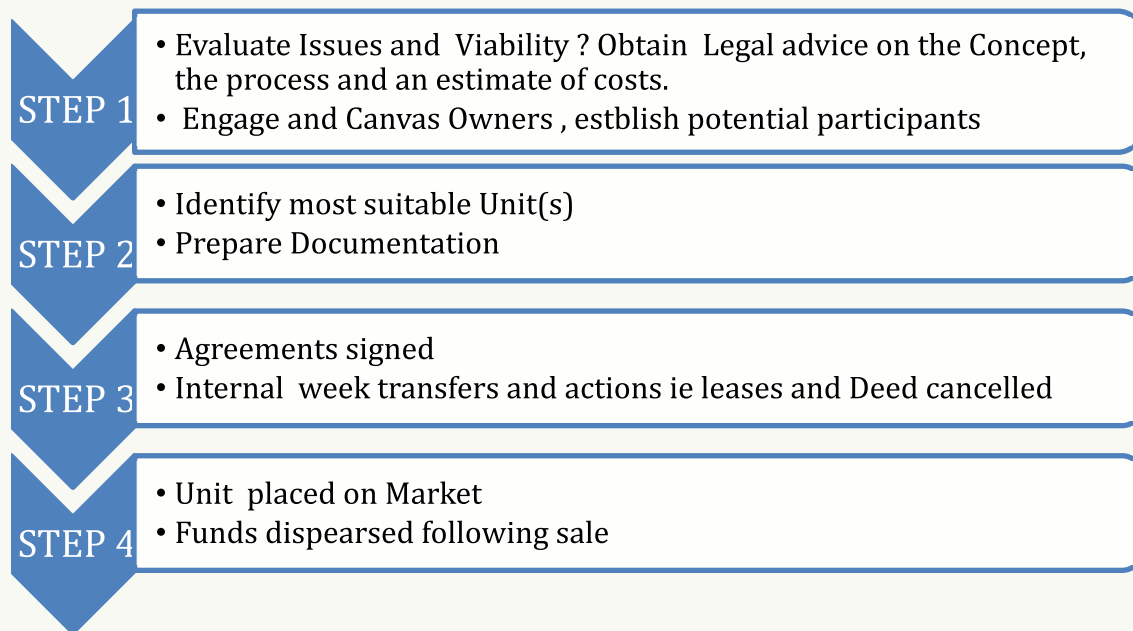 STEP 1
• Evaluate Issues and Viability ? Obtain Legal advice on the Concept,
the process and an estimate of costs.
• Engage and Canvas Owners , estblish potential participants
STEP 2
• Identify most suitable Unit(s)
• Prepare Documentation
STEP 3
• Agreements signed
• Internal week transfers and actions ie leases and Deed cancelled
STEP 4
• Unit placed on Market
• Funds dispearsed following sale